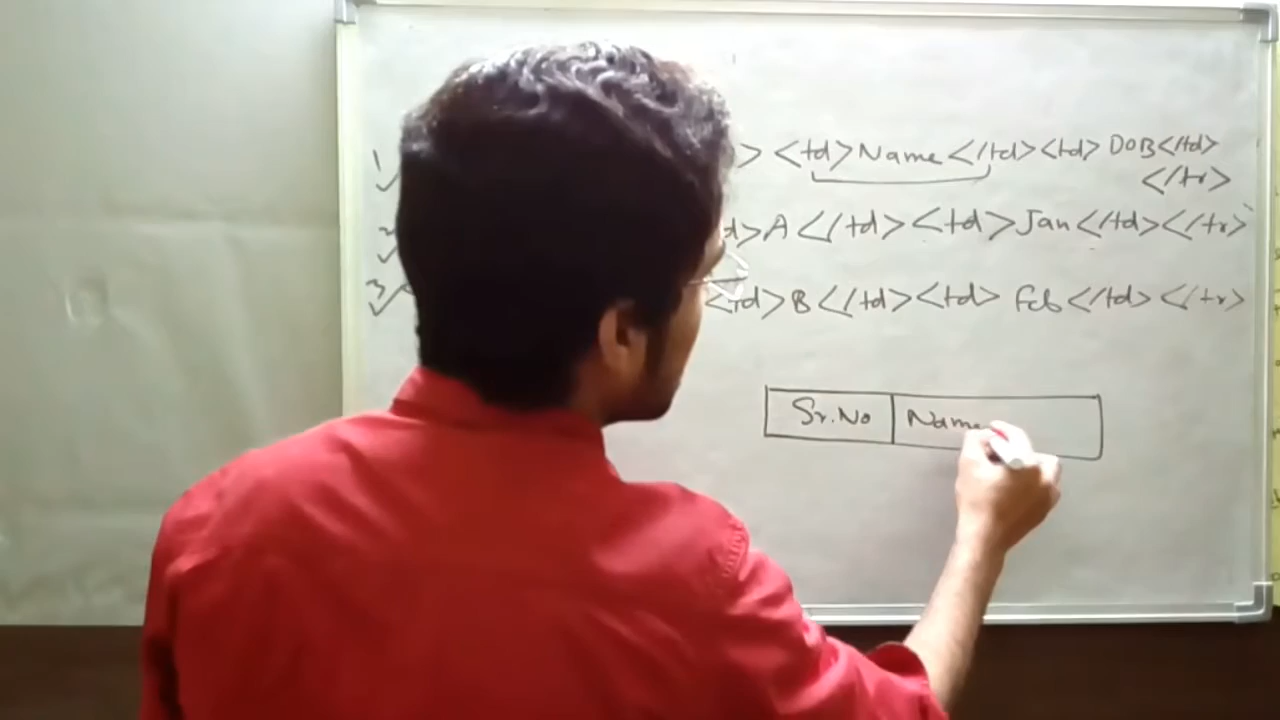 1 > <td>Name</td><td> DOB</td>
</tr>
2 d>A</td><td>Jan</td></tr>
3 <td>B</td><td> Feb</td></tr>
Sr.No Name